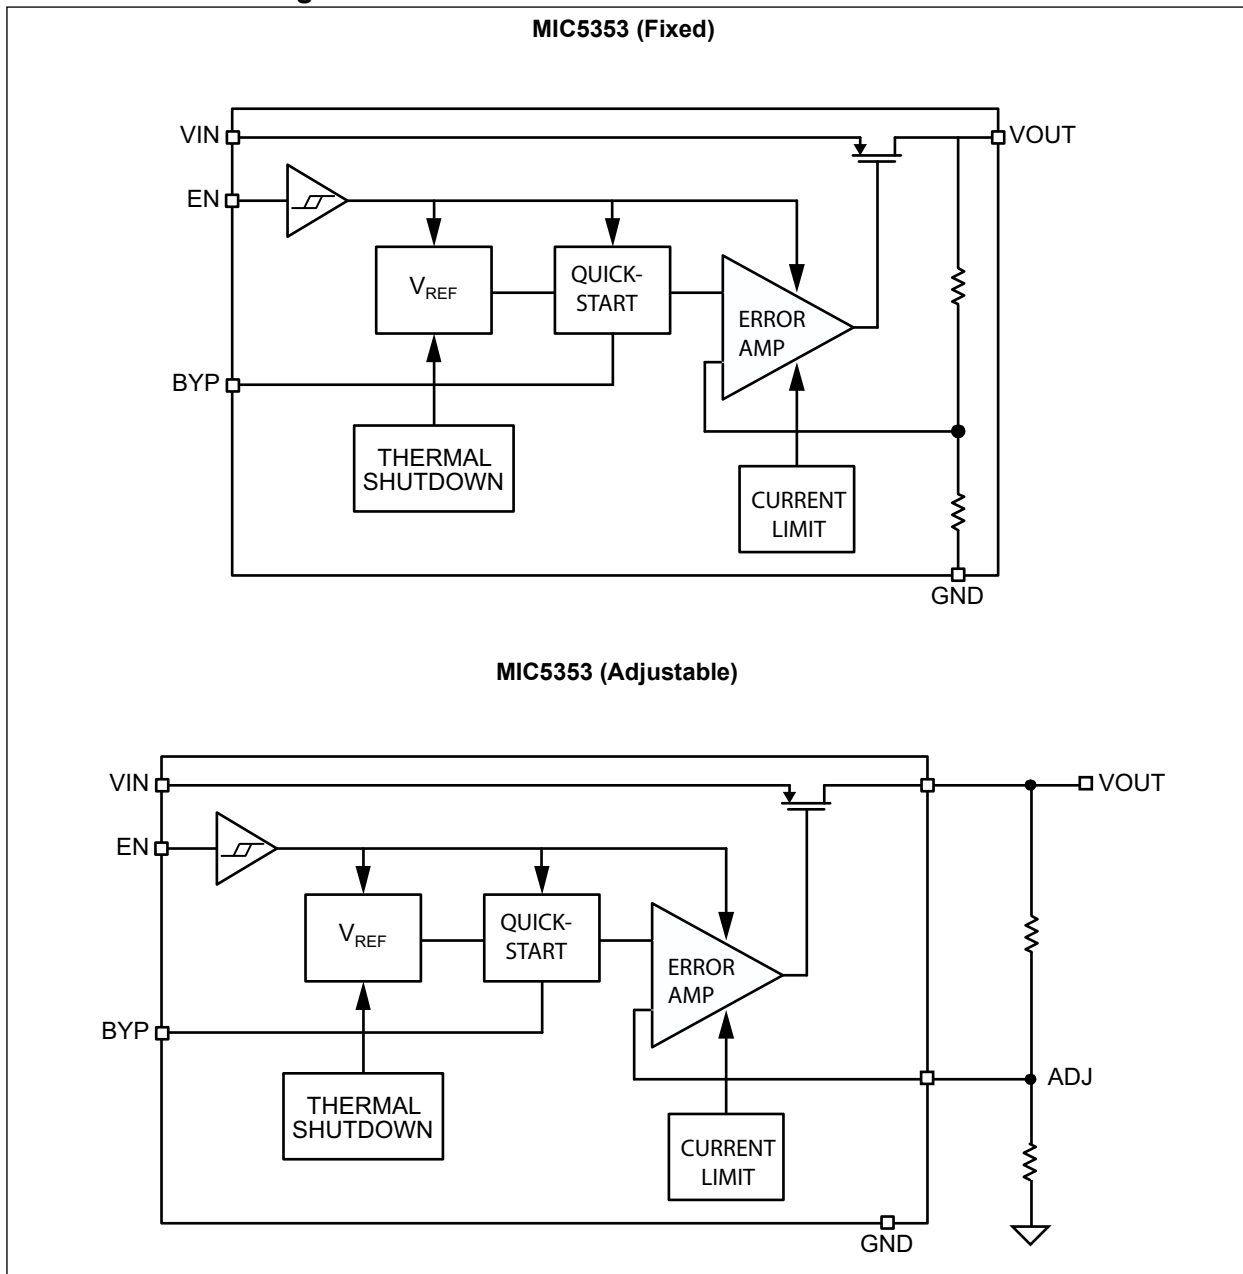 MIC5353 (Fixed)
VIN
VOUT
EN
VREF
QUICK-
START
ERROR
AMP
BYP
THERMAL
SHUTDOWN
CURRENT
LIMIT
GND
MIC5353 (Adjustable)
VIN
VOUT
EN
VREF
QUICK-
START
ERROR
AMP
BYP
ADJ
THERMAL
SHUTDOWN
CURRENT
LIMIT
GND